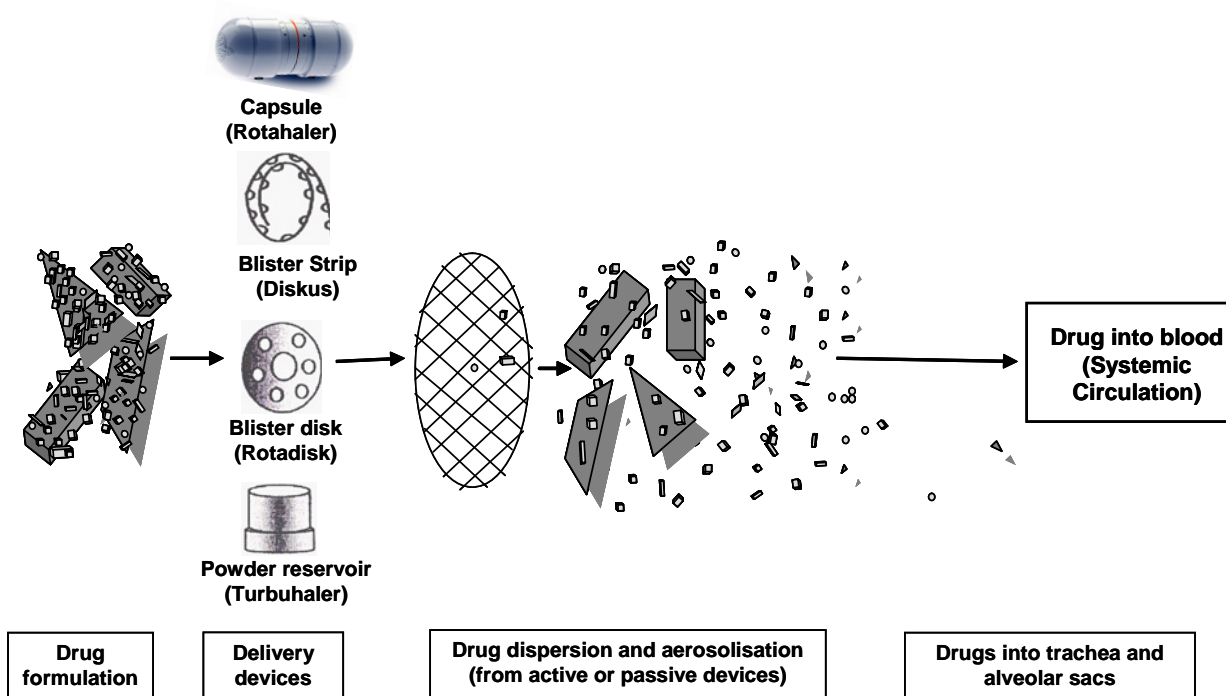 Capsule
(Rotahaler)
Blister Strip
(Diskus)
Blister disk
(Rotadisk)
Powder reservoir
(Turbuhaler)
Drug into blood
(Systemic
Circulation)
Drug
formulation
Delivery
devices
Drug dispersion and aerosolisation
(from active or passive devices)
Drugs into trachea and
alveolar sacs